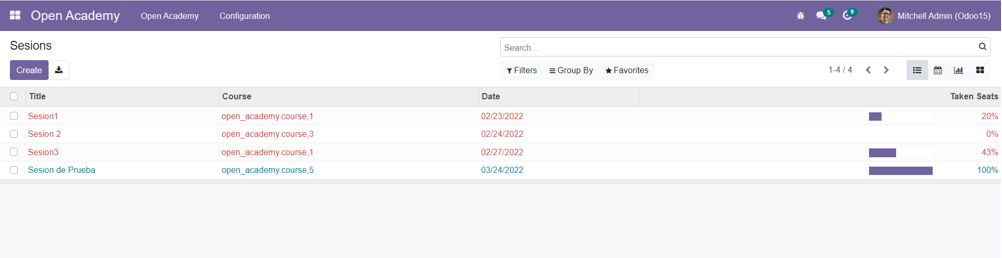 Open Academy Open Academy Configuration 5 9 Mitchell Admin (Odoo15)
Sesions
Search...
Create Filters Group By Favorites 1-4 / 4
Title Course Date Taken Seats
Sesion1 open_academy.course,1 02/23/2022 20%
Sesion 2 open_academy.course,3 02/24/2022 0%
Sesion3 open_academy.course,1 02/27/2022 43%
Sesion de Prueba open_academy.course,5 03/24/2022 100%